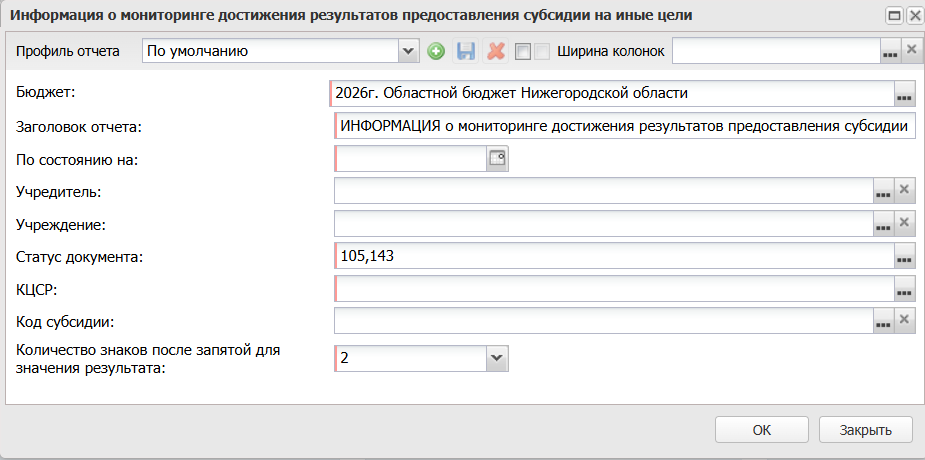 Информация о мониторинге достижения результатов предоставления субсидии на иные цели
Профиль отчета По умолчанию Ширина колонок
Бюджет: 2026г. Областной бюджет Нижегородской области
Заголовок отчета: ИНФОРМАЦИЯ о мониторинге достижения результатов предоставления субсидии
По состоянию на:
Учредитель:
Учреждение:
Статус документа: 105,143
КЦСР:
Код субсидии:
Количество знаков после запятой для
значения результата: 2
ОК Закрыть